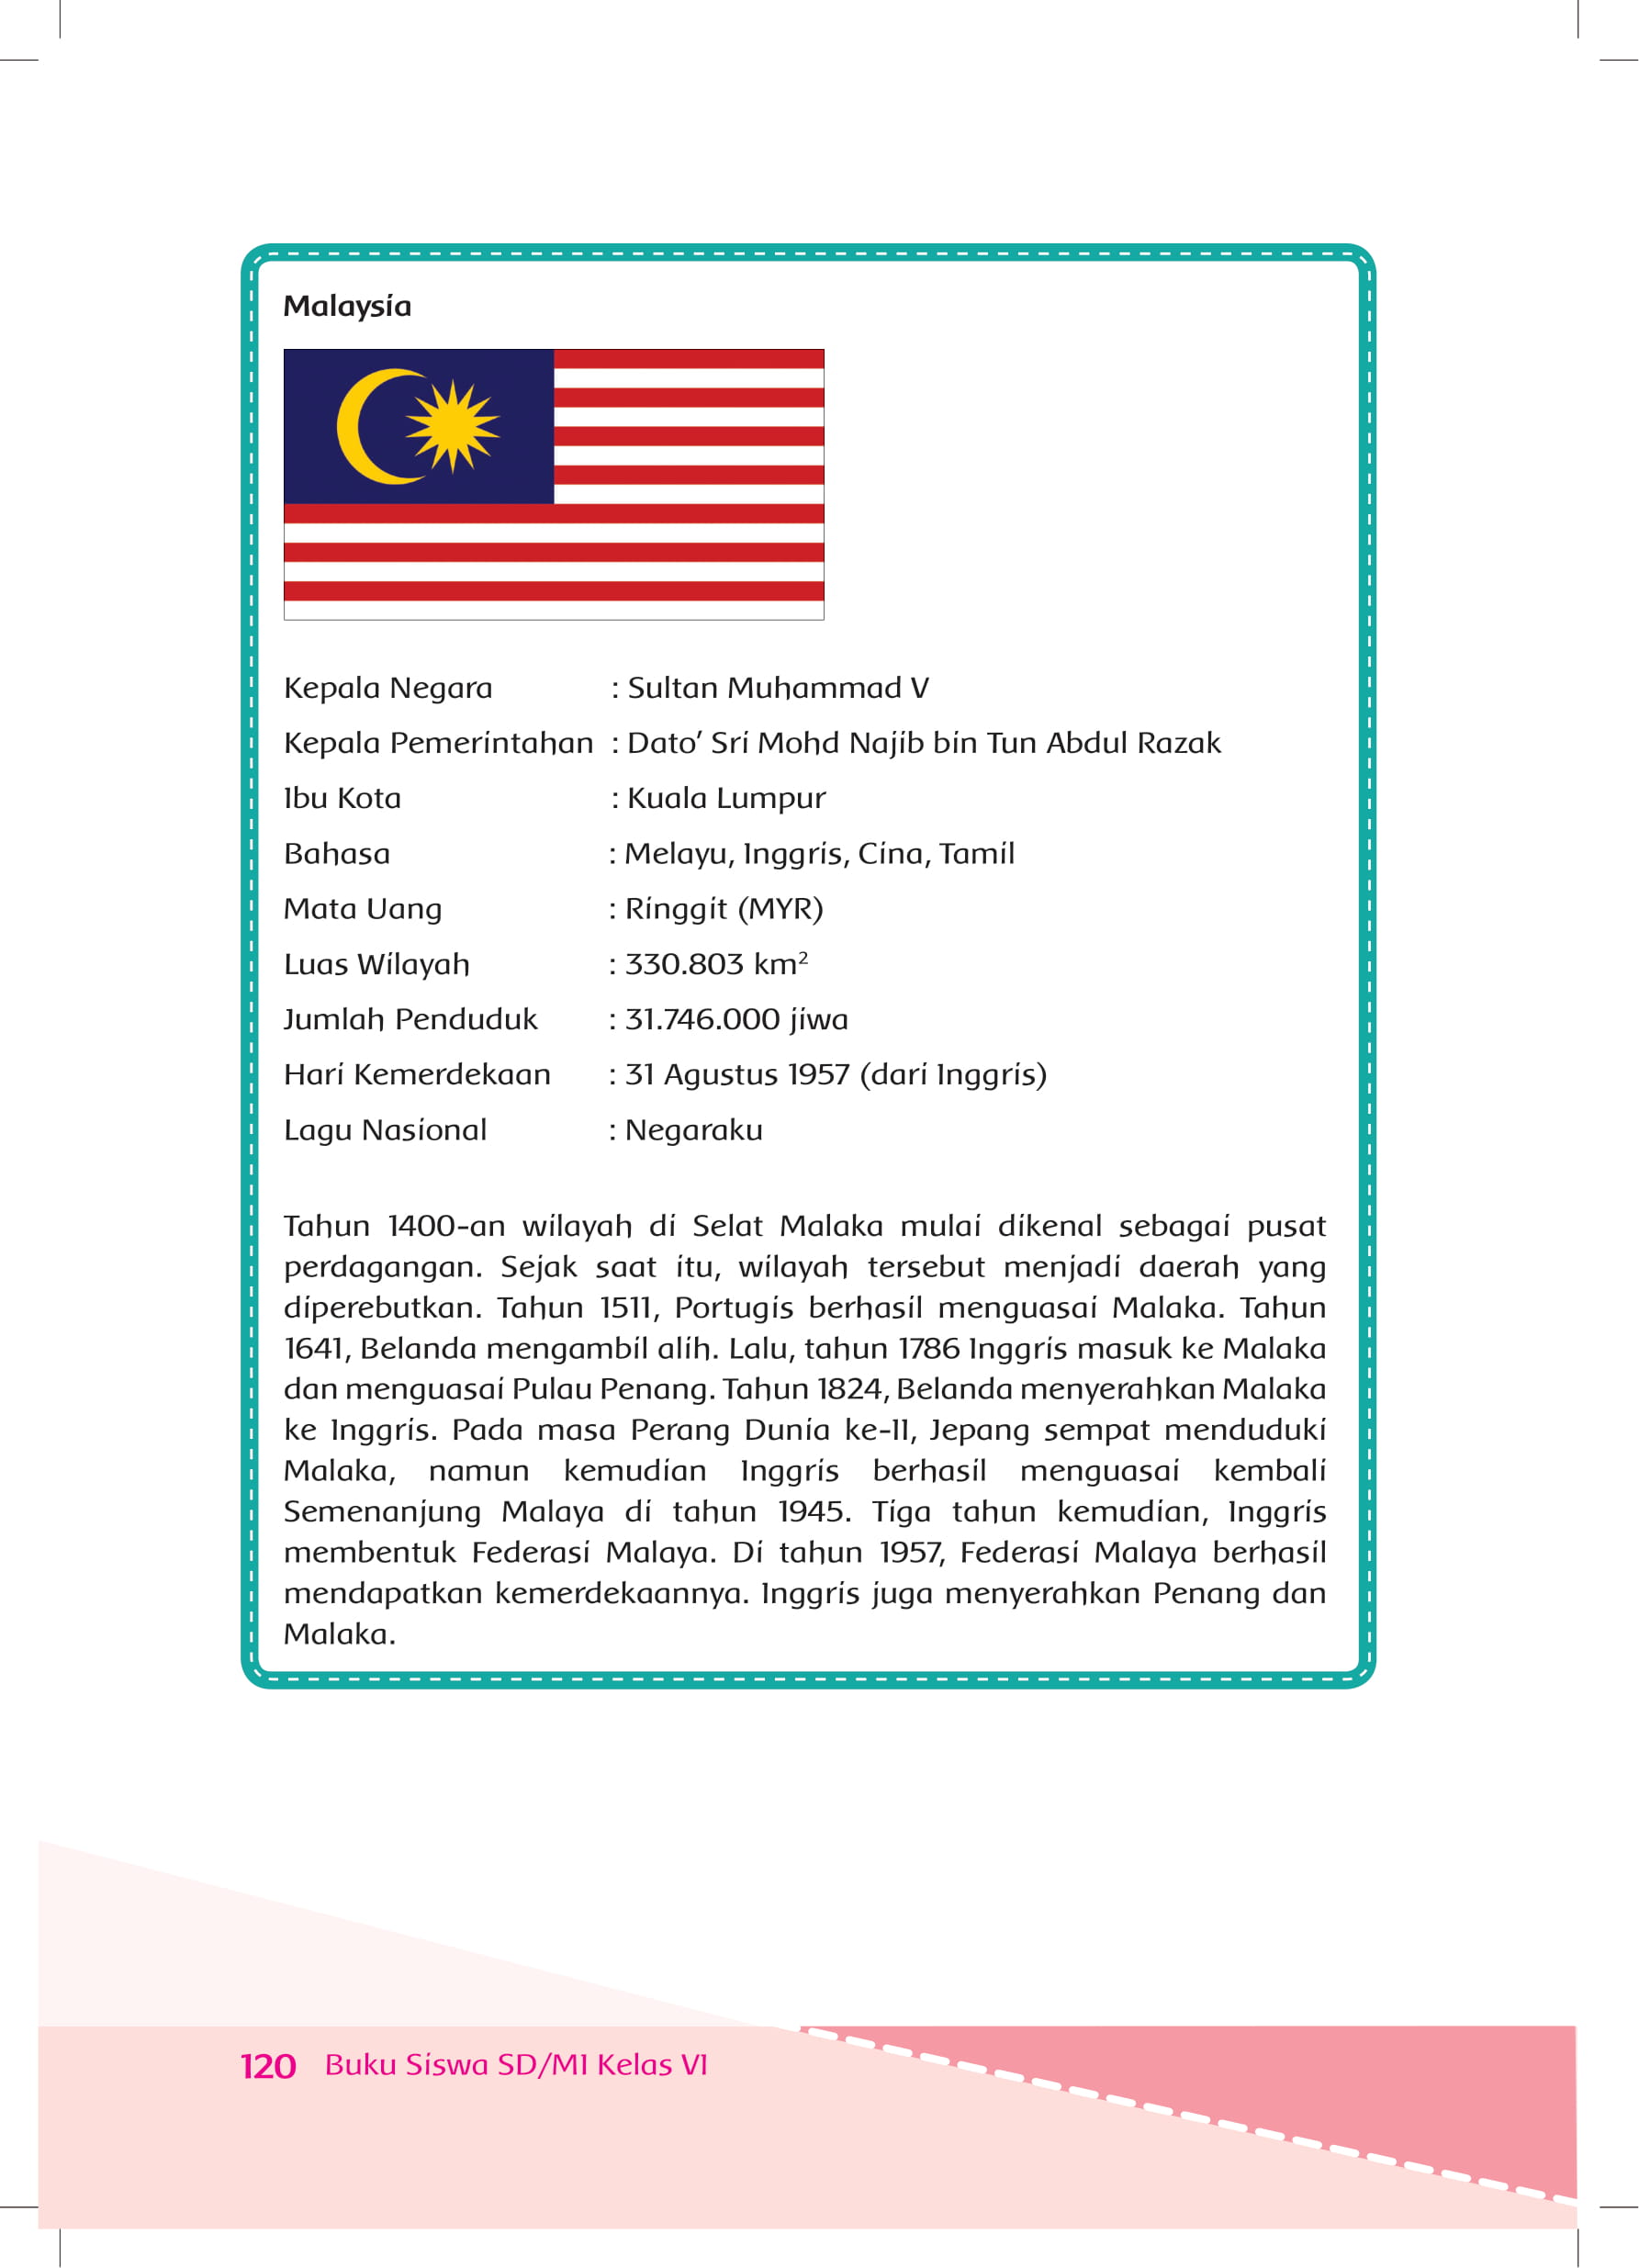 Malaysia
Kepala Negara : Sultan Muhammad V
Kepala Pemerintahan : Dato’ Sri Mohd Najib bin Tun Abdul Razak
Ibu Kota : Kuala Lumpur
Bahasa : Melayu, Inggris, Cina, Tamil
Mata Uang : Ringgit (MYR)
Luas Wilayah : 330.803 km²
Jumlah Penduduk : 31.746.000 jiwa
Hari Kemerdekaan : 31 Agustus 1957 (dari Inggris)
Lagu Nasional : Negaraku
Tahun 1400-an wilayah di Selat Malaka mulai dikenal sebagai pusat
perdagangan. Sejak saat itu, wilayah tersebut menjadi daerah yang
diperebutkan. Tahun 1511, Portugis berhasil menguasai Malaka. Tahun
1641, Belanda mengambil alih. Lalu, tahun 1786 Inggris masuk ke Malaka
dan menguasai Pulau Penang. Tahun 1824, Belanda menyerahkan Malaka
ke Inggris. Pada masa Perang Dunia ke-II, Jepang sempat menduduki
Malaka, namun kemudian Inggris berhasil menguasai kembali
Semenanjung Malaya di tahun 1945. Tiga tahun kemudian, Inggris
membentuk Federasi Malaya. Di tahun 1957, Federasi Malaya berhasil
mendapatkan kemerdekaannya. Inggris juga menyerahkan Penang dan
Malaka.
120 Buku Siswa SD/MI Kelas VI